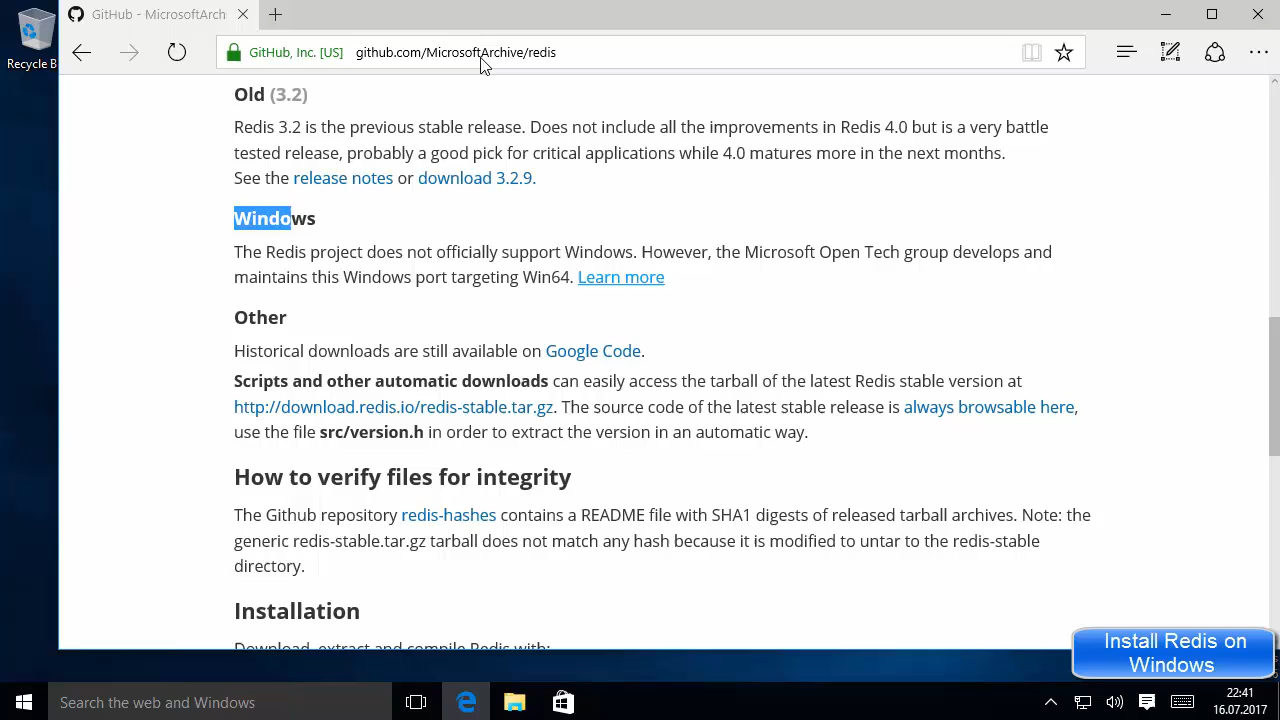 GitHub - MicrosoftArch
Recycle B
GitHub, Inc. [US] github.com/MicrosoftArchive/redis
Old (3.2)
Redis 3.2 is the previous stable release. Does not include all the improvements in Redis 4.0 but is a very battle
tested release, probably a good pick for critical applications while 4.0 matures more in the next months.
See the release notes or download 3.2.9.
Windows
The Redis project does not officially support Windows. However, the Microsoft Open Tech group develops and
maintains this Windows port targeting Win64. Learn more
Other
Historical downloads are still available on Google Code.
Scripts and other automatic downloads can easily access the tarball of the latest Redis stable version at
http://download.redis.io/redis-stable.tar.gz. The source code of the latest stable release is always browsable here,
use the file src/version.h in order to extract the version in an automatic way.
How to verify files for integrity
The Github repository redis-hashes contains a README file with SHA1 digests of released tarball archives. Note: the
generic redis-stable.tar.gz tarball does not match any hash because it is modified to untar to the redis-stable
directory.
Installation
Download, extract and compile Redis with:
Install Redis on
Windows
Search the web and Windows
22:41
16.07.2017